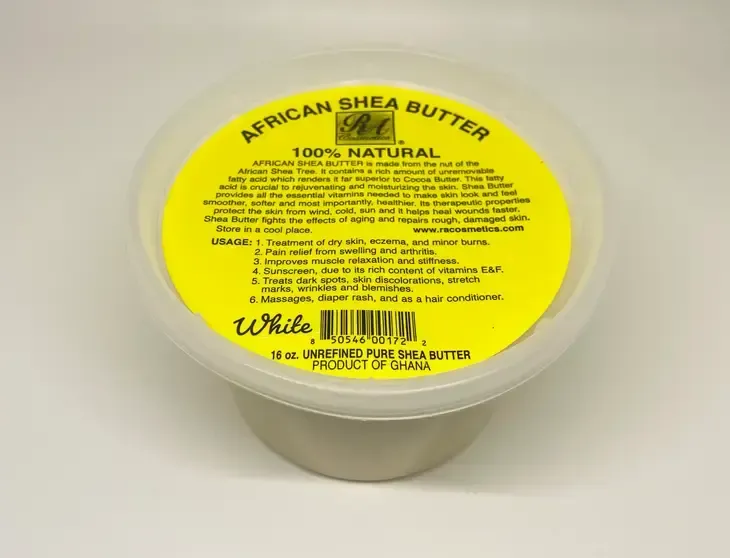 AFRICAN SHEA BUTTER
RA
COSMETICS
®
100% NATURAL
AFRICAN SHEA BUTTER is made from the nut of the
African Shea Tree. It contains a rich amount of unremovable
fatty acid which renders it far superior to Cocoa Butter. This fatty
acid is crucial to rejuvenating and moisturizing the skin. Shea Butter
provides all the essential vitamins needed to make skin look and feel
smoother, softer and most importantly, healthier. Its therapeutic properties
protect the skin from wind, cold, sun and it helps heal wounds faster.
Shea Butter fights the effects of aging and repairs rough, damaged skin.
Store in a cool place. www.racosmetics.com
USAGE: 1. Treatment of dry skin, eczema, and minor burns.
2. Pain relief from swelling and arthritis.
3. Improves muscle relaxation and stiffness.
4. Sunscreen, due to its rich content of vitamins E&F.
5. Treats dark spots, skin discolorations, stretch
marks, wrinkles and blemishes.
6. Massages, diaper rash, and as a hair conditioner.
White
8 50546 00172 2
16 oz. UNREFINED PURE SHEA BUTTER
PRODUCT OF GHANA